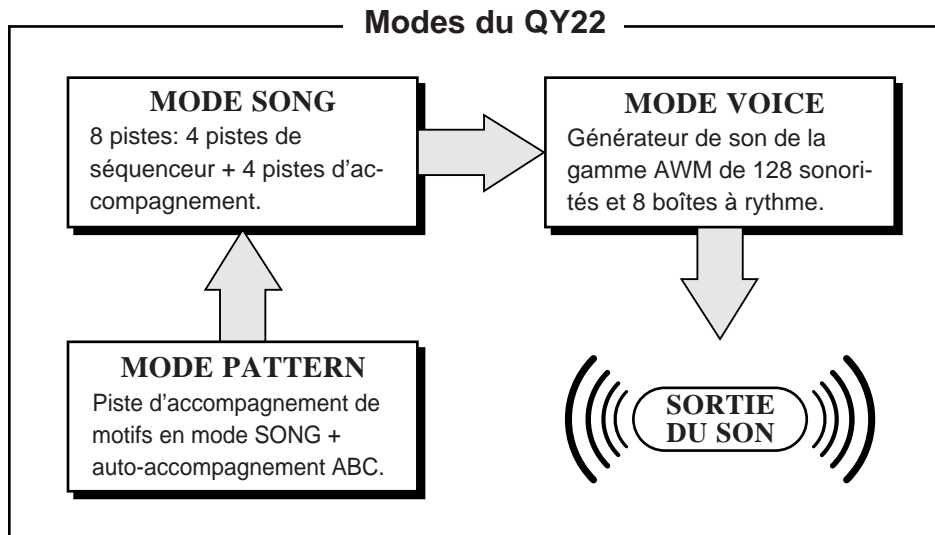 Modes du QY22
MODE SONG
8 pistes: 4 pistes de
séquenceur + 4 pistes d'ac-
compagnement.
MODE VOICE
Générateur de son de la
gamme AWM de 128 sonori-
tés et 8 boîtes à rythme.
MODE PATTERN
Piste d'accompagnement de
motifs en mode SONG +
auto-accompagnement ABC.
SORTIE
DU SON